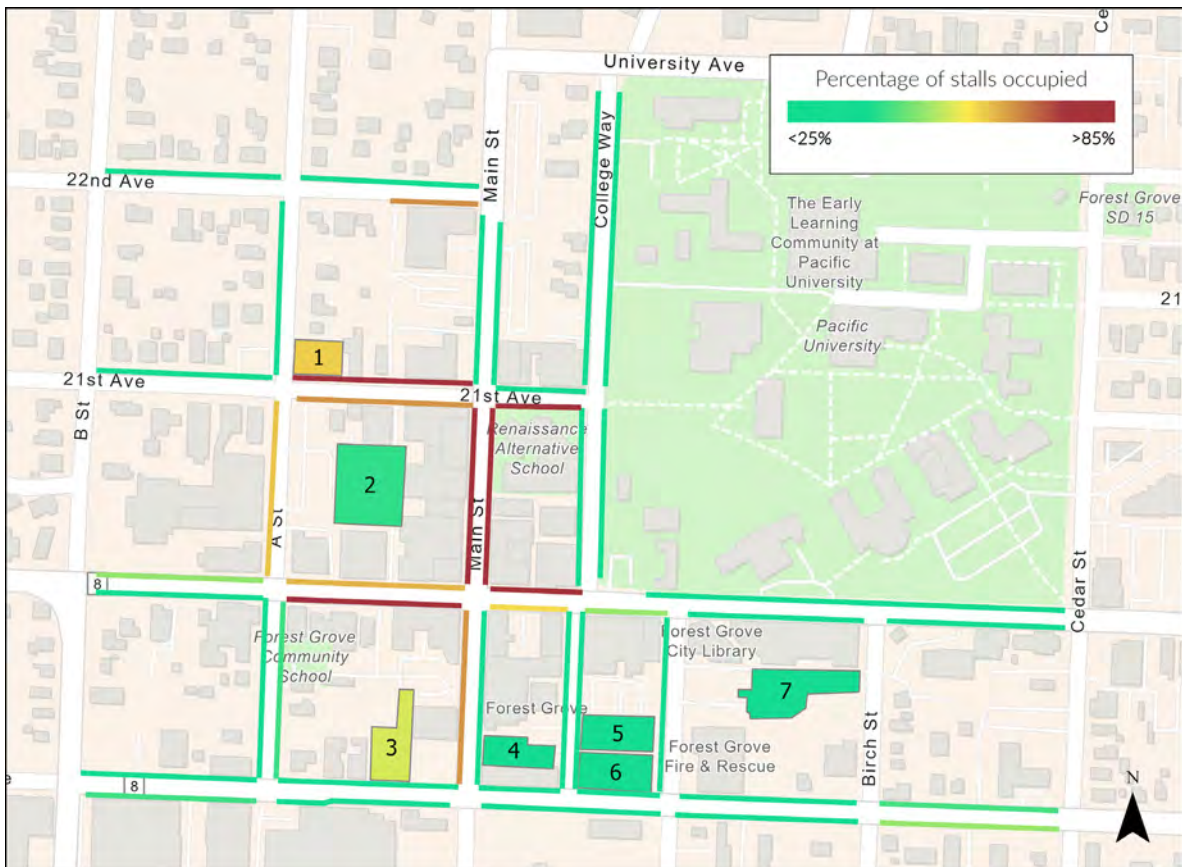 Ce
University Ave
Percentage of stalls occupied
<25%
>85%
College Way
Main St
22nd Ave
The Early
Learning
Community at
Pacific
University
Forest Grove
SD 15
21
Pacific
University
1
21st Ave
21st Ave
B St
Renaissance
Alternative
School
2
A St
Main St
8
Cedar St
Forest Grove
Community
School
Forest Grove
City Library
7
Forest Grove
3
4
5
6
Forest Grove
Fire & Rescue
Birch St
e
8
N